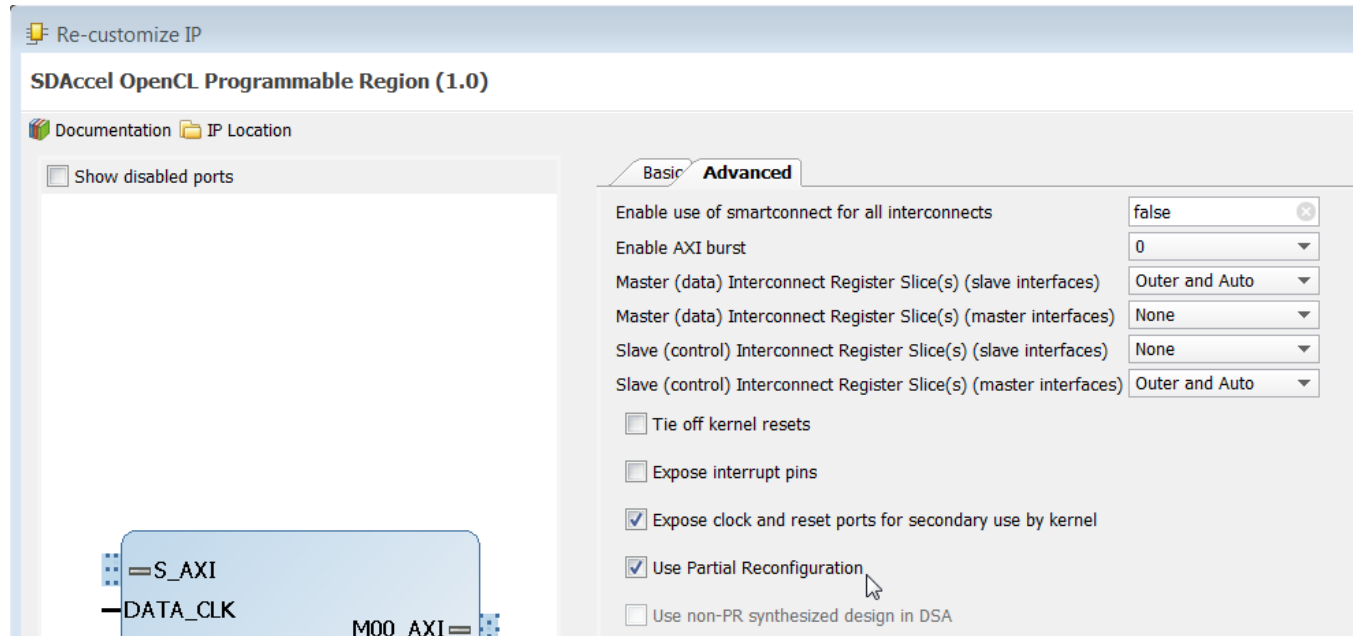 Re-customize IP
SDAccel OpenCL Programmable Region (1.0)
Documentation IP Location
Show disabled ports
Basic Advanced
Enable use of smartconnect for all interconnects false
Enable AXI burst 0
Master (data) Interconnect Register Slice(s) (slave interfaces) Outer and Auto
Master (data) Interconnect Register Slice(s) (master interfaces) None
Slave (control) Interconnect Register Slice(s) (slave interfaces) None
Slave (control) Interconnect Register Slice(s) (master interfaces) Outer and Auto
Tie off kernel resets
Expose interrupt pins
Expose clock and reset ports for secondary use by kernel
Use Partial Reconfiguration
Use non-PR synthesized design in DSA
S_AXI
DATA_CLK
M00_AXI